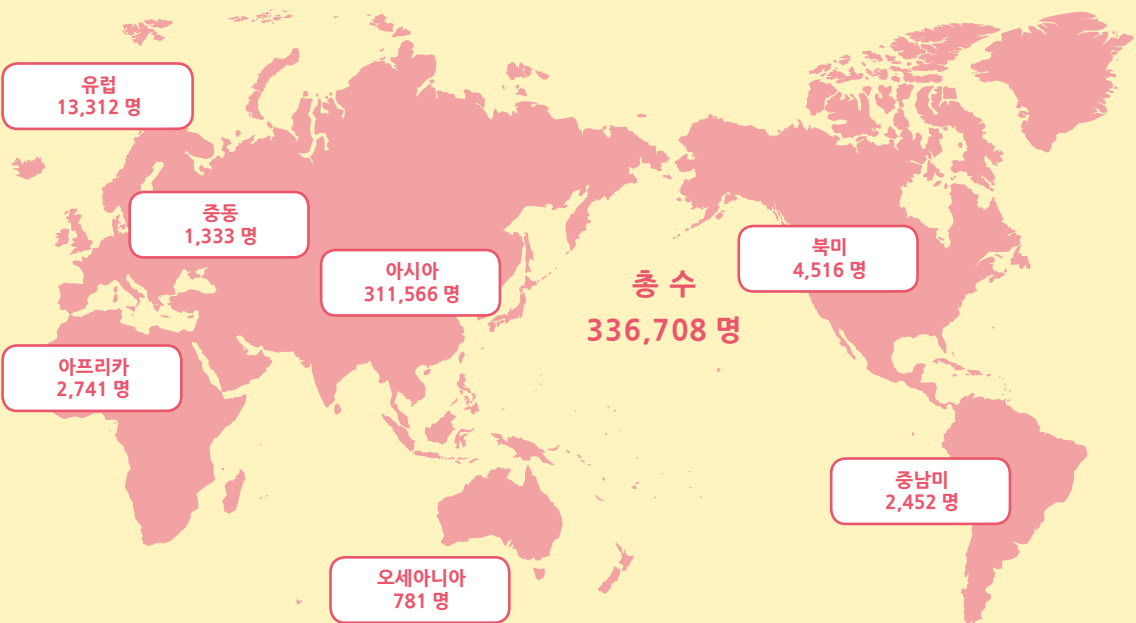 유럽
13,312 명
중동
1,333 명
아시아
311,566 명
총 수
336,708 명
북미
4,516 명
아프리카
2,741 명
중남미
2,452 명
오세아니아
781 명